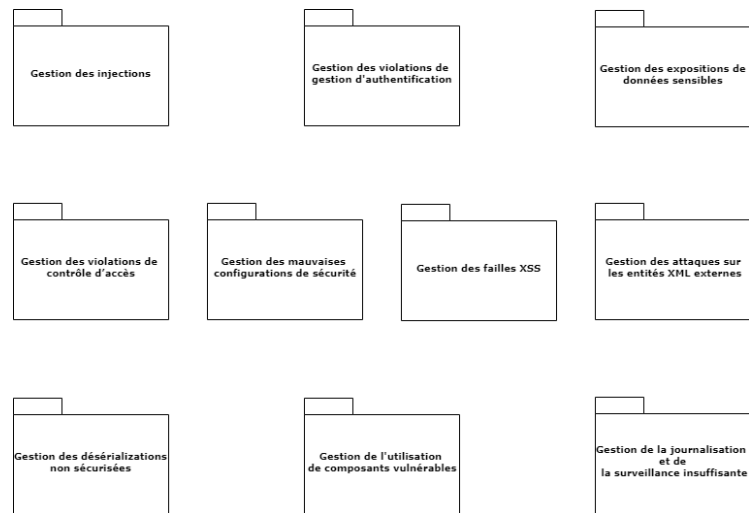 Gestion des injections
Gestion des violations de
gestion d'authentification
Gestion des expositions de
données sensibles
Gestion des violations de
contrôle d'accès
Gestion des mauvaises
configurations de sécurité
Gestion des failles XSS
Gestion des attaques sur
les entités XML externes
Gestion des désérializations
non sécurisées
Gestion de l'utilisation
de composants vulnérables
Gestion de la journalisation
et de
la surveillance insuffisante